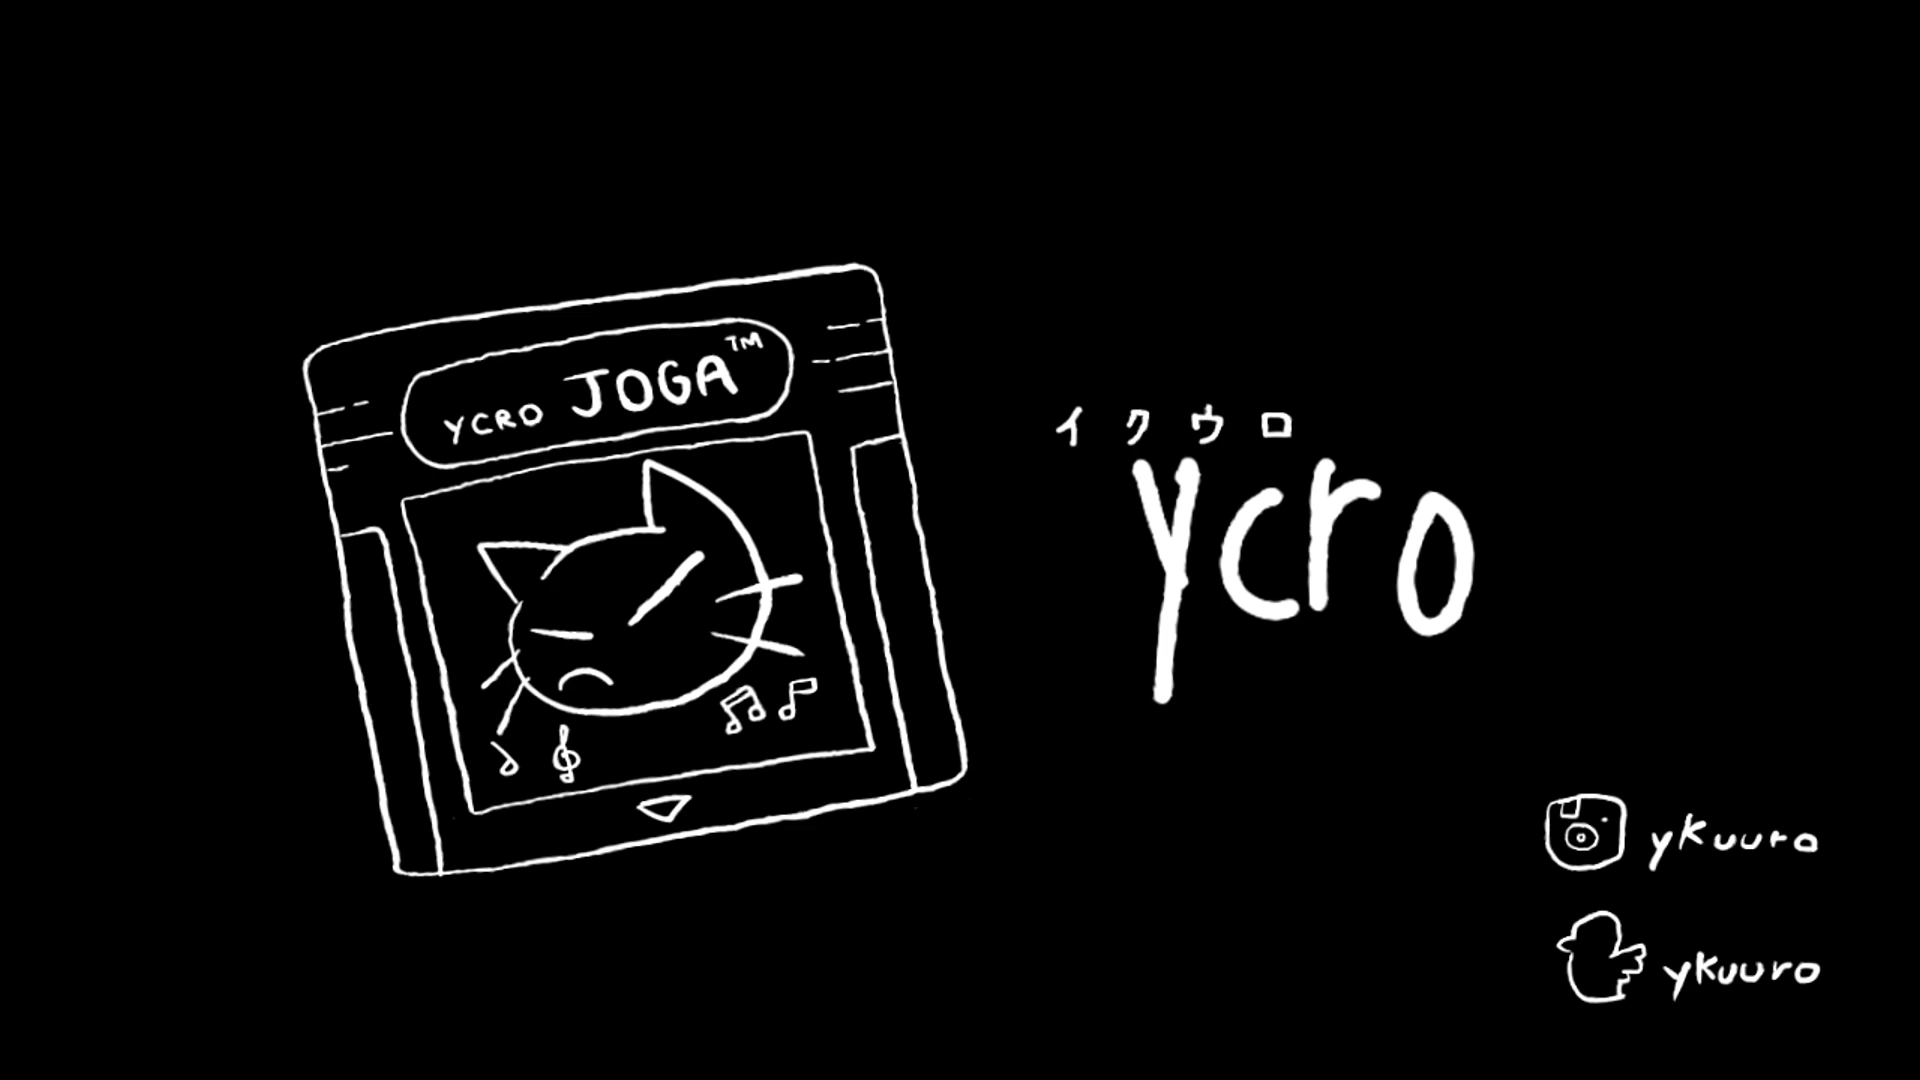 YCRO JOGA™
イクウロ
ycro
ykuuro
ykuuro